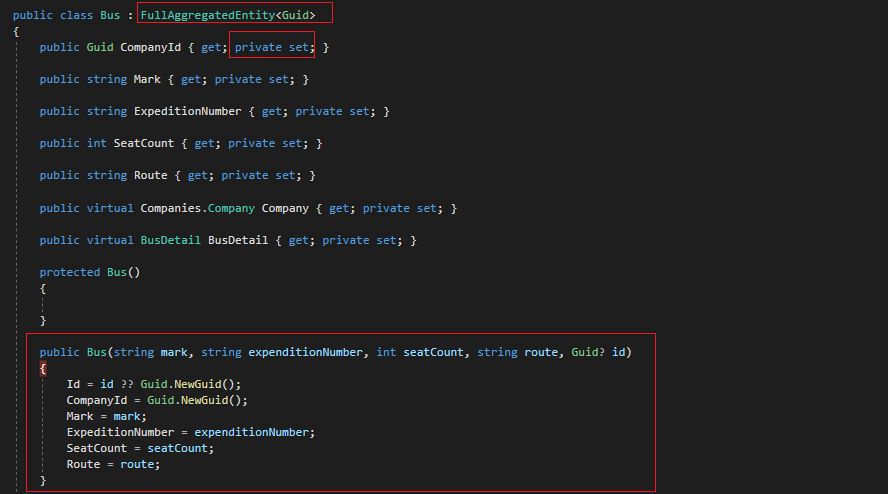 public class Bus : FullAggregatedEntity<Guid>
{
public Guid CompanyId { get; private set; }
public string Mark { get; private set; }
public string ExpeditionNumber { get; private set; }
public int SeatCount { get; private set; }
public string Route { get; private set; }
public virtual Companies.Company Company { get; private set; }
public virtual BusDetail BusDetail { get; private set; }
protected Bus()
{
}
public Bus(string mark, string expenditionNumber, int seatCount, string route, Guid? id)
{
Id = id ?? Guid.NewGuid();
CompanyId = Guid.NewGuid();
Mark = mark;
ExpeditionNumber = expenditionNumber;
SeatCount = seatCount;
Route = route;
}